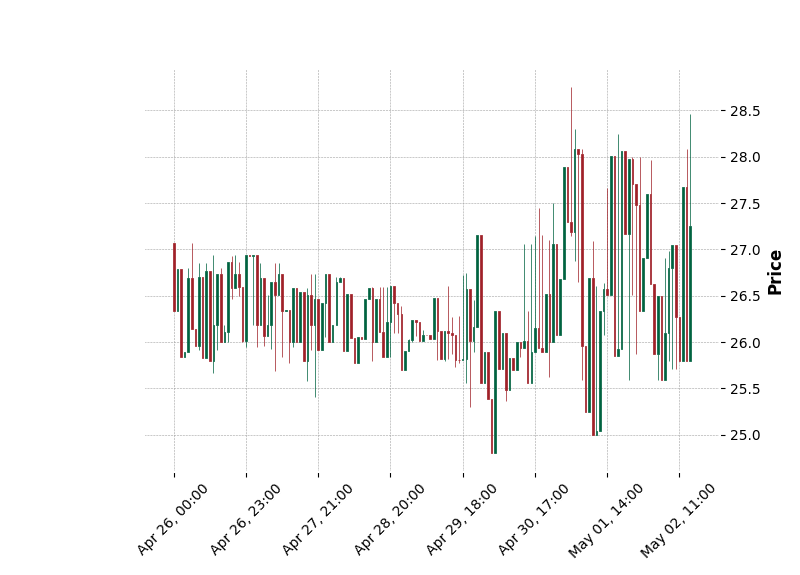 28.5
28.0
27.5
27.0
26.5
26.0
25.5
25.0
Price
Apr 26, 00:00
Apr 26, 23:00
Apr 27, 21:00
Apr 28, 20:00
Apr 29, 18:00
Apr 30, 17:00
May 01, 14:00
May 02, 11:00